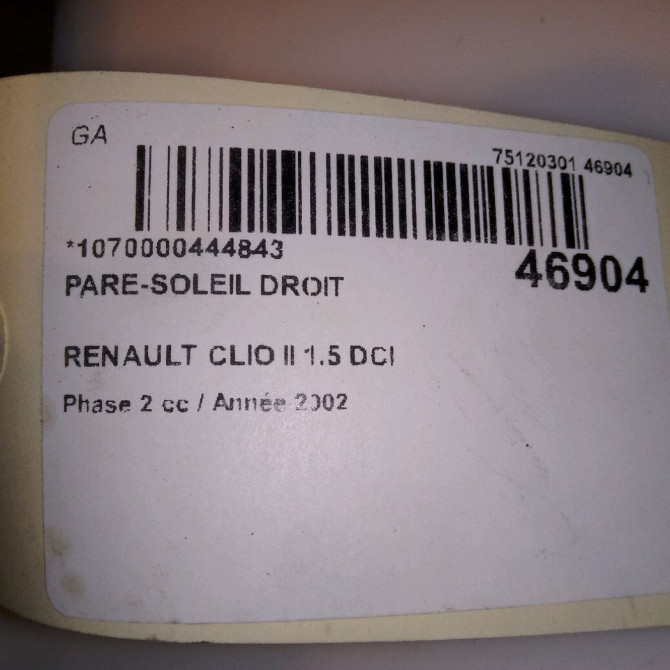 GA
75120301 46904
*1070000444843
46904
PARE-SOLEIL DROIT
RENAULT CLIO II 1.5 DCI
Phase 2 cc / Année 2002